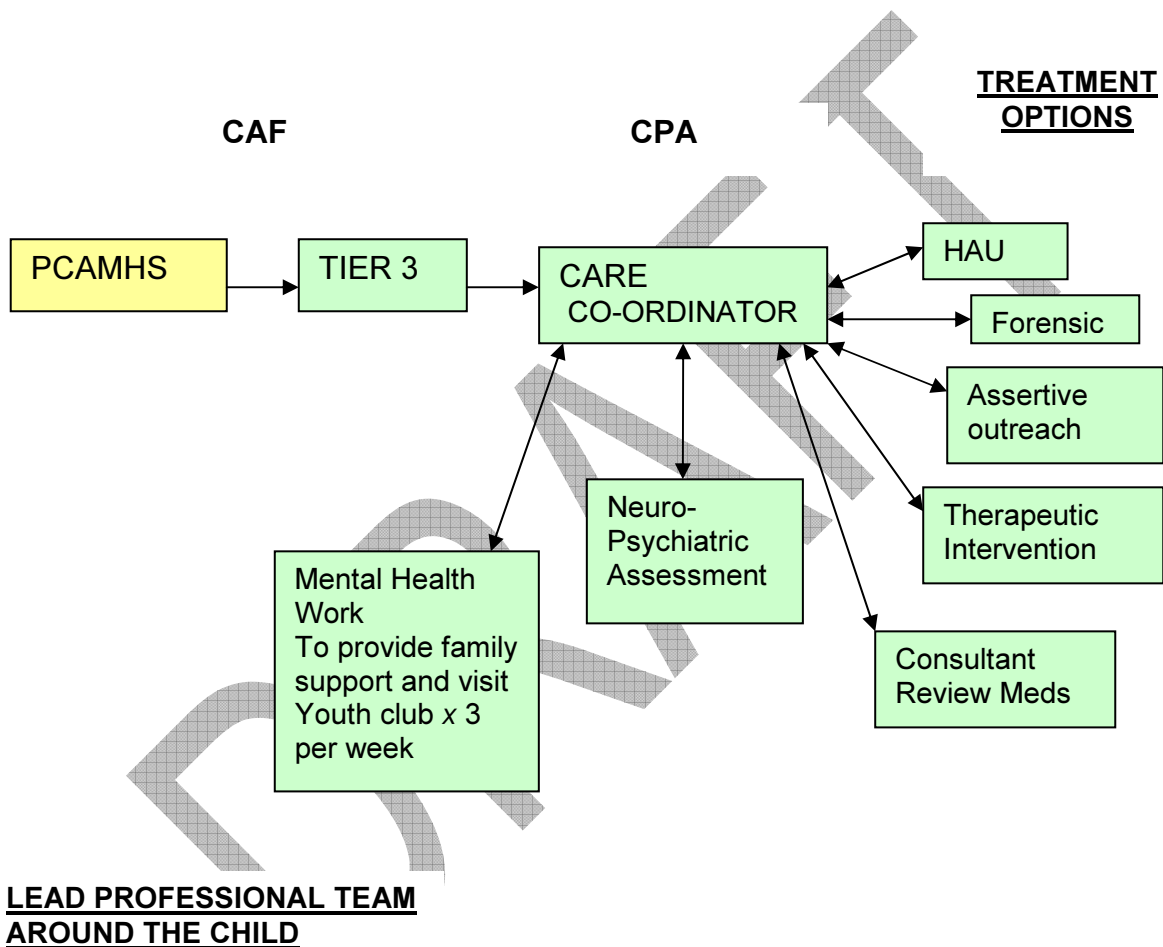 TREATMENT
OPTIONS
CAF
CPA
PCAMHS
TIER 3
CARE
CO-ORDINATOR
HAU
Forensic
Assertive
outreach
Neuro-
Psychiatric
Assessment
Therapeutic
Intervention
Mental Health
Work
To provide family
support and visit
Youth club x 3
per week
Consultant
Review Meds
LEAD PROFESSIONAL TEAM
AROUND THE CHILD
DRAFT